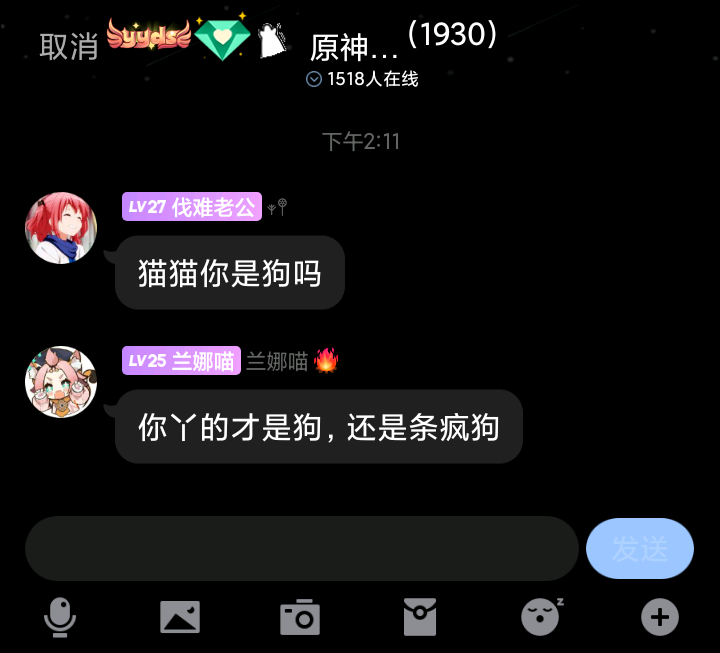 取消 yyds 原神... (1930)
1518人在线
下午2:11
LV27 伐难老公
猫猫你是狗吗
LV25 兰娜喵 兰娜喵
你丫的才是狗，还是条疯狗
发送